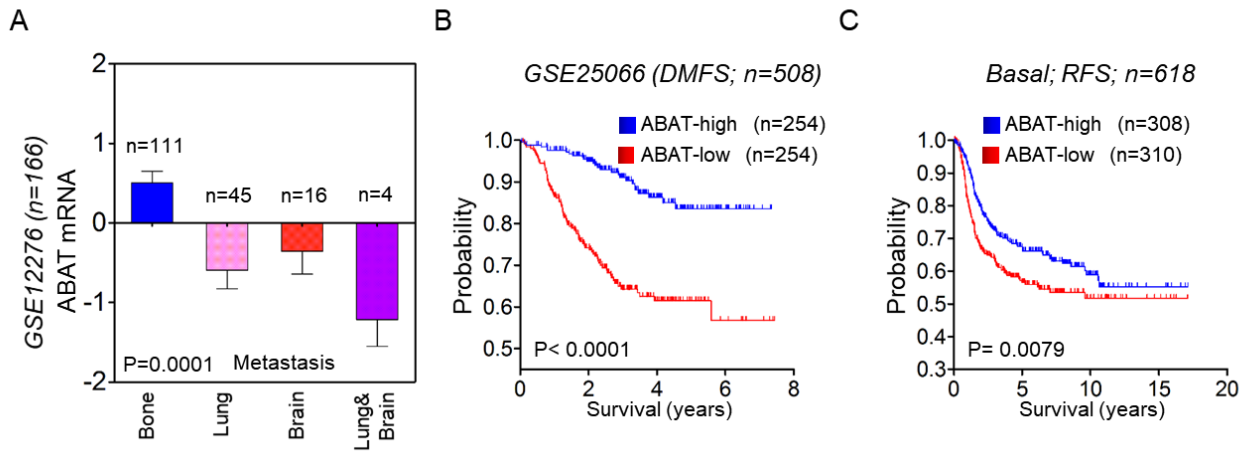 A
GSE12276 (n=166)
ABAT mRNA
2
1
0
-1
-2
n=111
n=45
n=16
n=4
P=0.0001
Metastasis
Bone
Lung
Brain
Lung&
Brain
B
GSE25066 (DMFS; n=508)
ABAT-high (n=254)
ABAT-low (n=254)
Probability
1.0
0.9
0.8
0.7
0.6
0.5
P< 0.0001
0
2
4
6
8
Survival (years)
C
Basal; RFS; n=618
ABAT-high (n=308)
ABAT-low (n=310)
Probability
1.0
0.9
0.8
0.7
0.6
0.5
0.4
0.3
P= 0.0079
0
5
10
15
20
Survival (years)